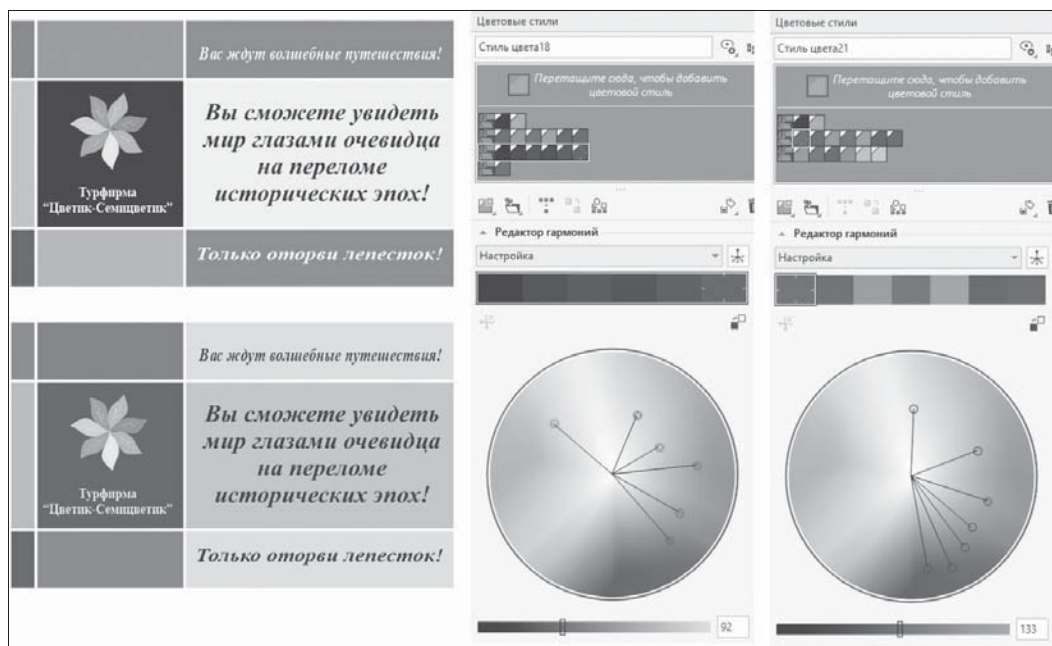 Вас ждут волшебные путешествия!
Вы сможете увидеть
мир глазами очевидца
на переломе
исторических эпох!
Турфирма
“Цветик-Семицветик”
Только оторви лепесток!
Вас ждут волшебные путешествия!
Вы сможете увидеть
мир глазами очевидца
на переломе
исторических эпох!
Турфирма
“Цветик-Семицветик”
Только оторви лепесток!
Цветовые стили
Стиль цвета18
Перетащите сюда, чтобы добавить
цветовой стиль
Редактор гармоний
Настройка
92
Цветовые стили
Стиль цвета21
Перетащите сюда, чтобы добавить
цветовой стиль
Редактор гармоний
Настройка
133